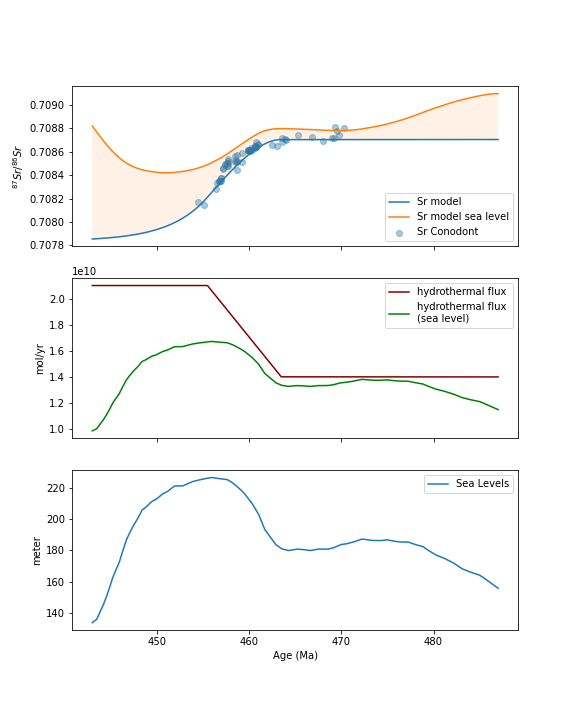 0.7090
0.7088
0.7086
0.7084
0.7082
0.7080
0.7078
⁸⁷Sr/⁸⁶Sr
Sr model
Sr model sea level
Sr Conodont
1e10
2.0
1.8
1.6
1.4
1.2
1.0
mol/yr
hydrothermal flux
hydrothermal flux
(sea level)
220
200
180
160
140
meter
Sea Levels
450 460 470 480
Age (Ma)